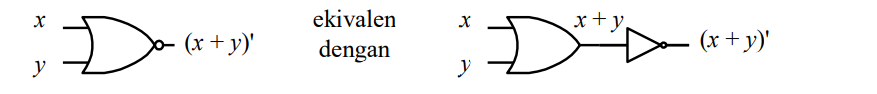 x
y
(x + y)'
ekivalen
dengan
x
y
x + y
(x + y)'